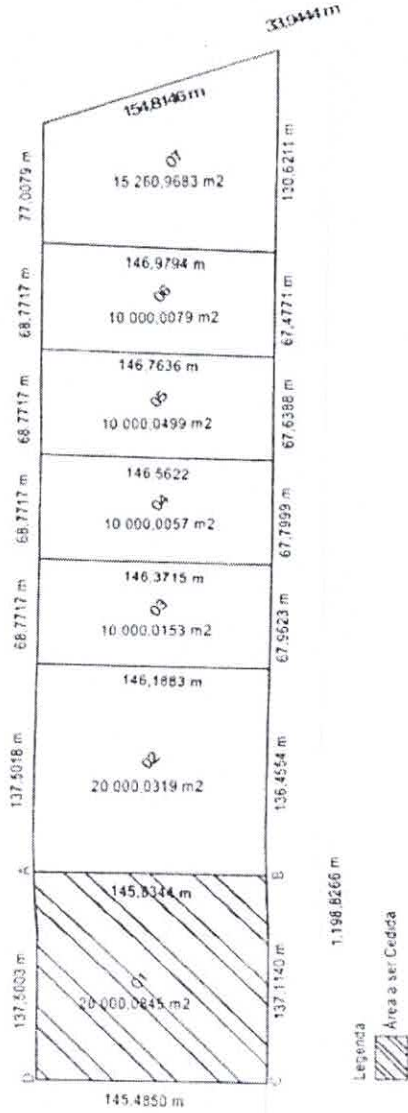 33,9444 m
154,8146 m
77,0079 m
07
15 260,9683 m2
130,6211 m
146,9794 m
68,7717 m
06
10 000,0079 m2
67,4771 m
146,7636 m
68,7717 m
05
10 000,0499 m2
67,6388 m
146 5622
68,7717 m
04
10 000,0057 m2
67,7999 m
146,3715 m
68,7717 m
03
10 000,0153 m2
67,9623 m
146,1883 m
137,5018 m
02
20 000,0319 m2
136,4554 m
A
B
145,8344 m
137,5003 m
01
20 000,0845 m2
137,1140 m
D
C
145,4850 m
1.198,8266 m
Legenda
Área a ser Cedida